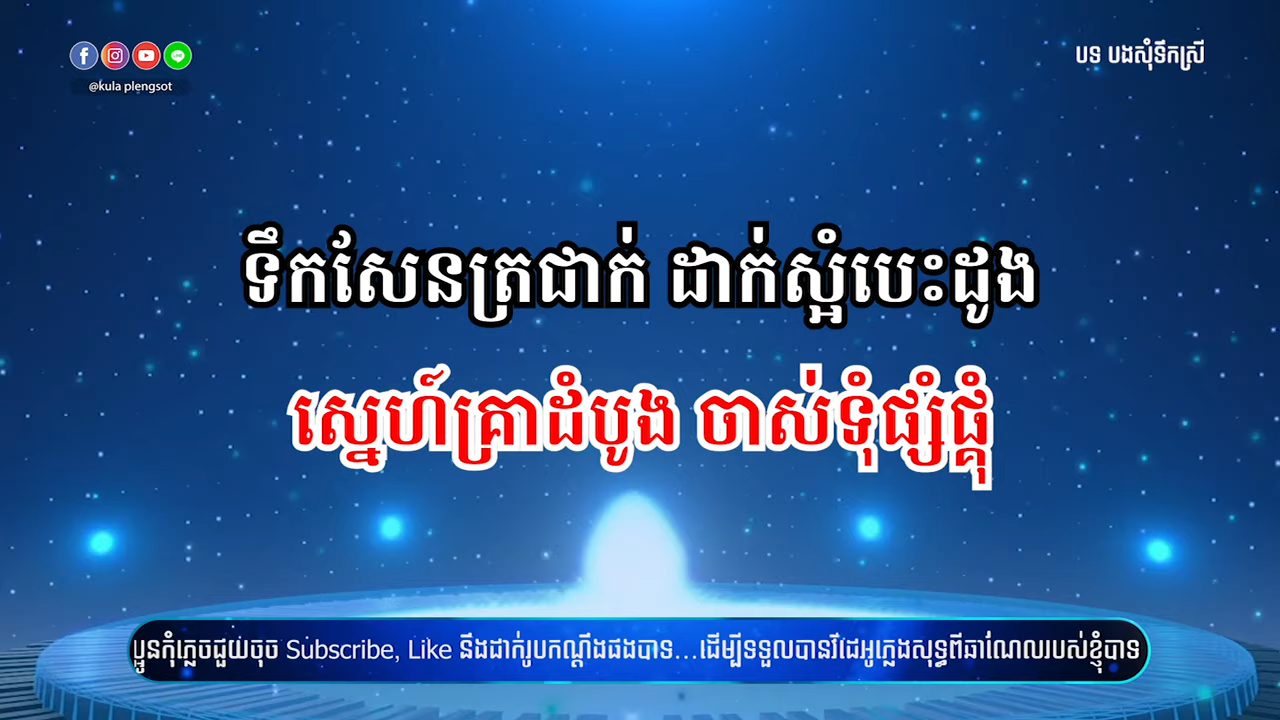 @kula plengsot
បទ បងសុំទឹកស្រី
ទឹកសែនត្រជាក់ ដាក់ស្អំបេះដូង
ស្នេហ៍គ្រាដំបូង ចាស់ទុំផ្សំផ្គុំ
ប្អូនកុំភ្លេចជួយចុច Subscribe, Like នឹងដាក់រូបកណ្ដឹងផងបាទ...ដើម្បីទទួលបានវីដេអូភ្លេងសុទ្ធពីឆាណែលរបស់ខ្ញុំបាទ